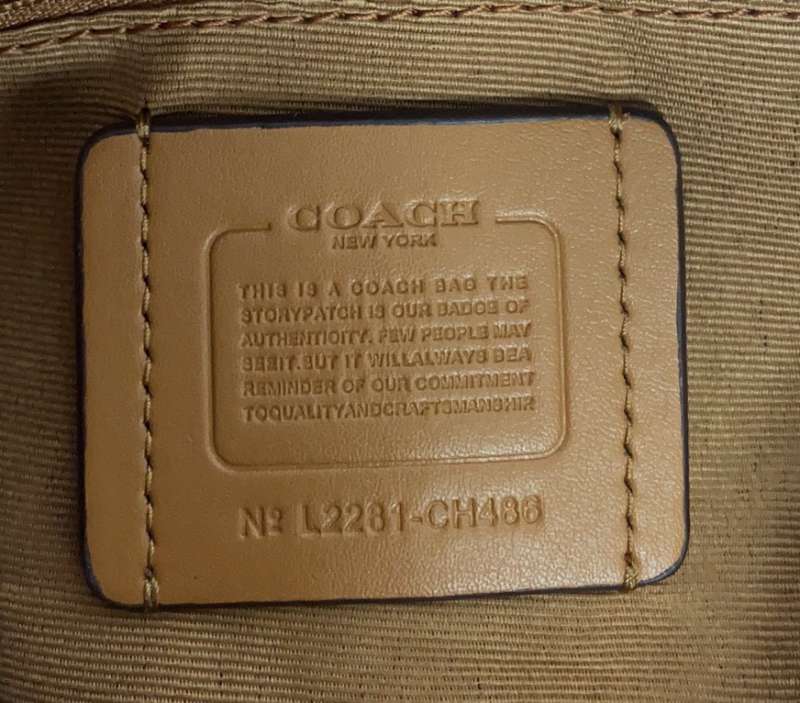 COACH
NEW YORK
THIS IS A COACH BAG THE
STORYPATCH IS OUR BADGE OF
AUTHENTICITY. FEW PEOPLE MAY
SEEIT. BUT IT WILLALWAYS BEA
REMINDER OF OUR COMMITMENT
TOQUALITYANDCRAFTSMANSHIP
Nº L2281-CH486